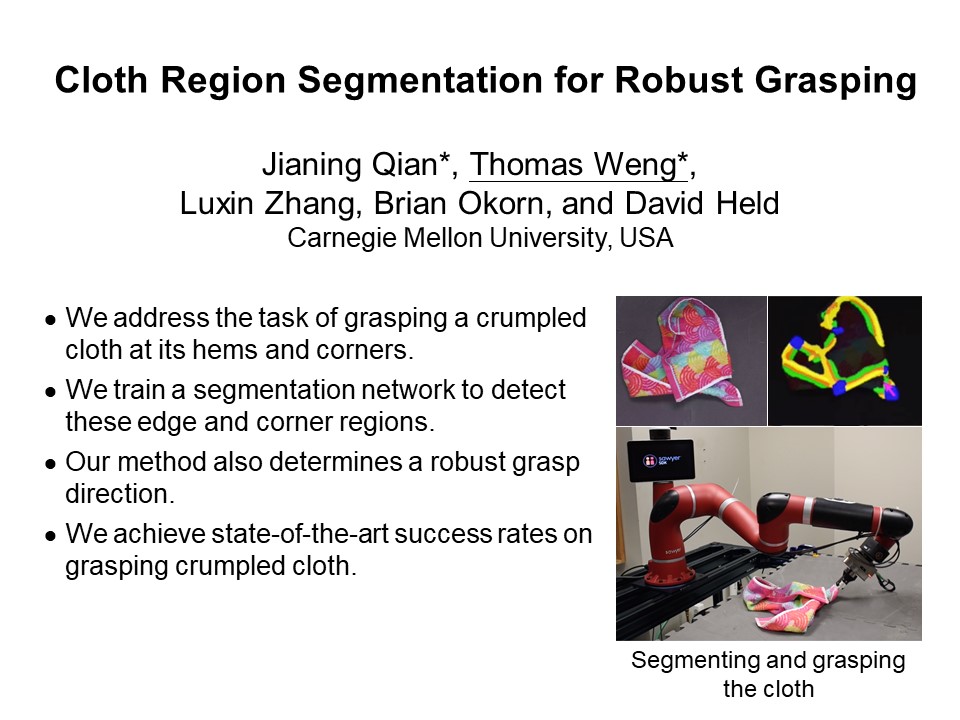 Cloth Region Segmentation for Robust Grasping
Jianing Qian*, Thomas Weng*,
Luxin Zhang, Brian Okorn, and David Held
Carnegie Mellon University, USA
● We address the task of grasping a crumpled
cloth at its hems and corners.
● We train a segmentation network to detect
these edge and corner regions.
● Our method also determines a robust grasp
direction.
● We achieve state-of-the-art success rates on
grasping crumpled cloth.
sawyer
SDK
sawyer
Segmenting and grasping
the cloth